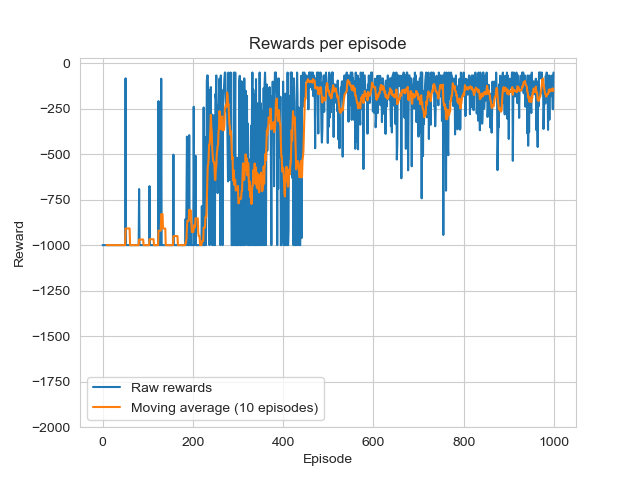 Rewards per episode
0
−250
−500
−750
−1000
−1250
−1500
−1750
−2000
Reward
Raw rewards
Moving average (10 episodes)
0 200 400 600 800 1000
Episode